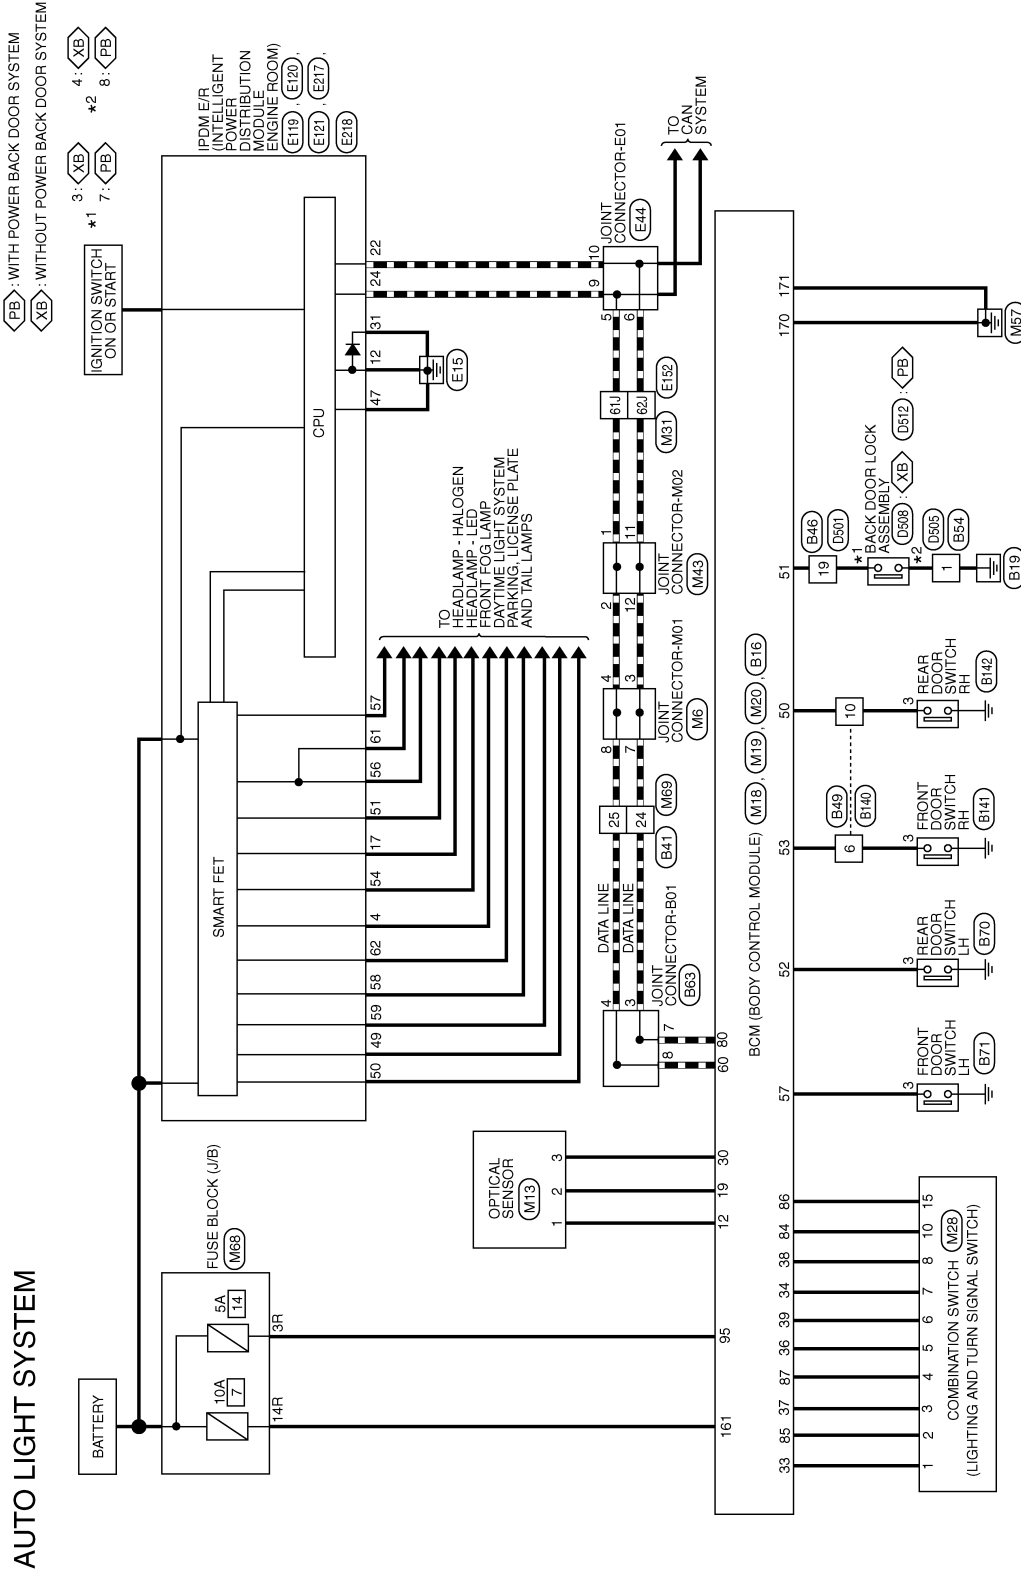 AUTO LIGHT SYSTEM
PB : WITH POWER BACK DOOR SYSTEM
XB : WITHOUT POWER BACK DOOR SYSTEM
*1 3 : XB
7 : PB
*2 4 : XB
8 : PB
BATTERY
IGNITION SWITCH
ON OR START
FUSE BLOCK (J/B)
M68
10A
7
5A
14
14R
3R
IPDM E/R
(INTELLIGENT
POWER
DISTRIBUTION
MODULE
ENGINE ROOM)
E119 , E120 ,
E121 , E217 ,
E218
SMART FET
CPU
50 49 59 58 62 4 54 17 51 56 61 57 47 12 31 24 22
E15
TO
HEADLAMP - HALOGEN
HEADLAMP - LED
FRONT FOG LAMP
DAYTIME LIGHT SYSTEM
PARKING, LICENSE PLATE
AND TAIL LAMPS
OPTICAL
SENSOR
M13
1 2 3
JOINT
CONNECTOR-B01
B63
4
3
8 7
DATA LINE
DATA LINE
25
24
B41 M69
8 4
7 3
JOINT
CONNECTOR-M01
M6
2 1
12 11
JOINT
CONNECTOR-M02
M43
61J
62J
M31 E152
5
6
9 10
JOINT
CONNECTOR-E01
E44
TO
CAN
SYSTEM
161 95 12 19 30 60 80
BCM (BODY CONTROL MODULE) M18 , M19 , M20 , B16
33 85 37 87 36 39 34 38 84 86 57 52 53 50 51 170 171
1 2 3 4 5 6 7 8 10 15
COMBINATION SWITCH M28
(LIGHTING AND TURN SIGNAL SWITCH)
3
FRONT
DOOR
SWITCH
LH
B71
3
REAR
DOOR
SWITCH
LH
B70
6
B49
B140
3
FRONT
DOOR
SWITCH
RH
B141
10
3
REAR
DOOR
SWITCH
RH
B142
19
B46
D501
*1
*2
BACK DOOR LOCK
ASSEMBLY
D508 : XB
D512 : PB
1
D505
B54
B19
M57